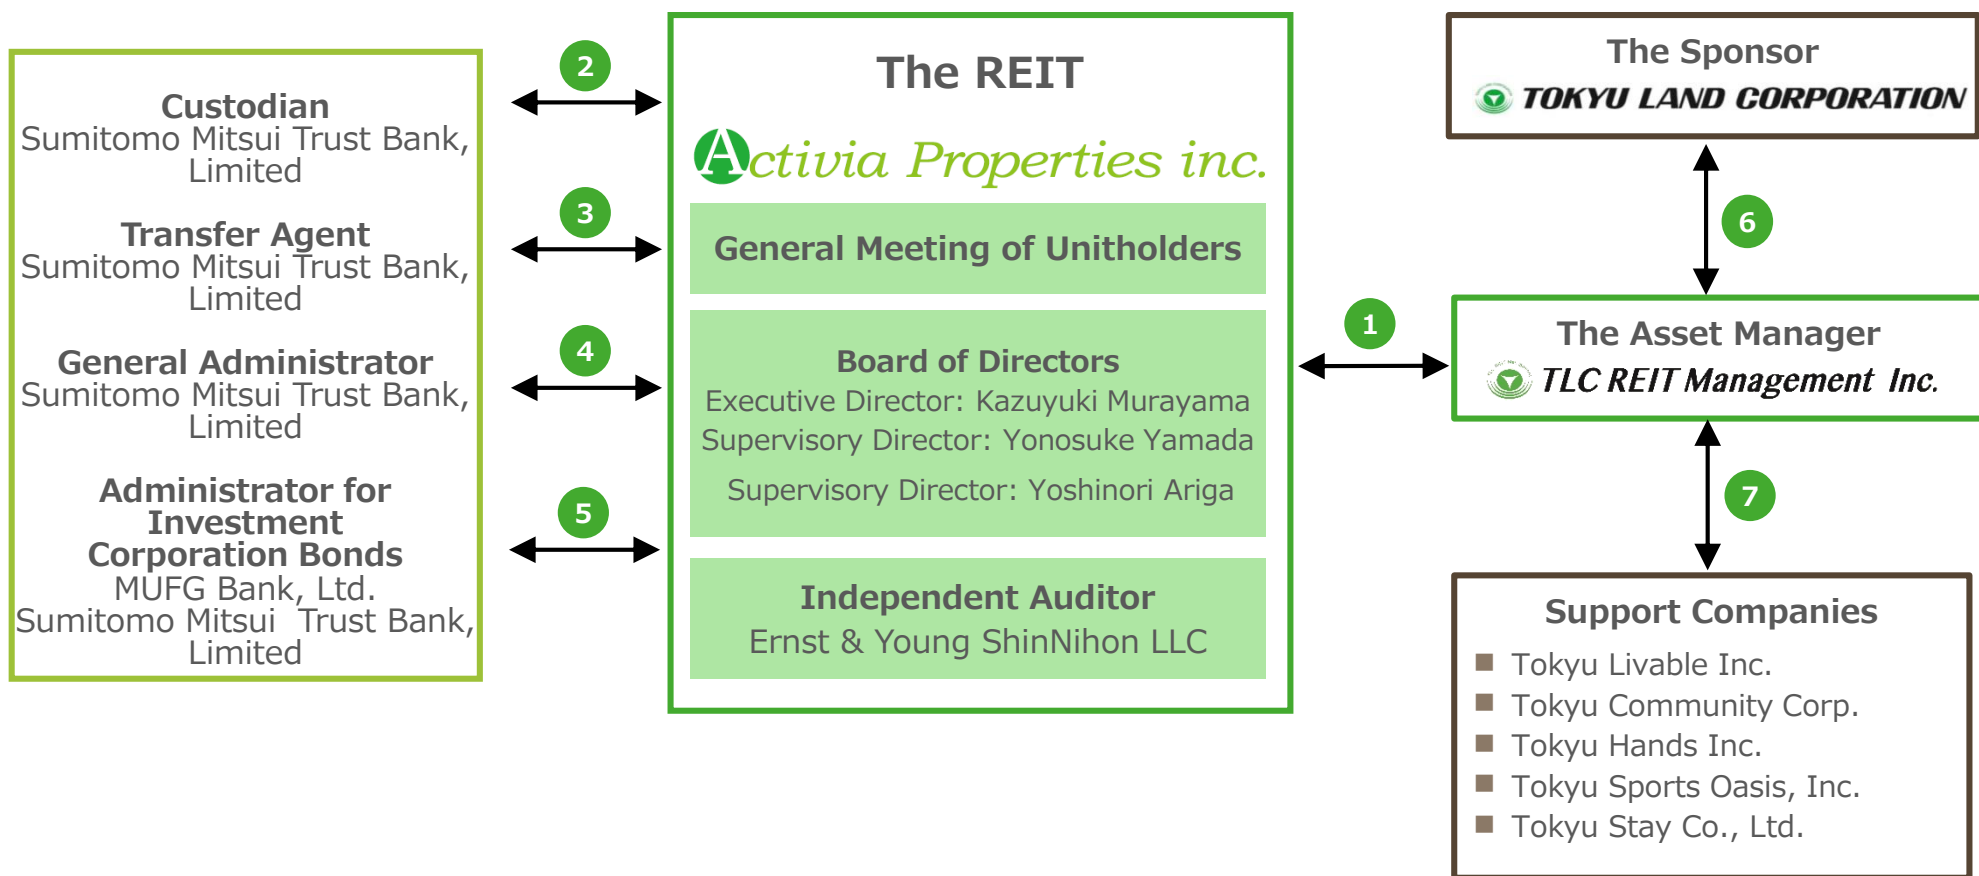 Custodian
Sumitomo Mitsui Trust Bank,
Limited
Transfer Agent
Sumitomo Mitsui Trust Bank,
Limited
General Administrator
Sumitomo Mitsui Trust Bank,
Limited
Administrator for
Investment
Corporation Bonds
MUFG Bank, Ltd.
Sumitomo Mitsui Trust Bank,
Limited
2
3
4
5
The REIT
Activia Properties inc.
General Meeting of Unitholders
Board of Directors
Executive Director: Kazuyuki Murayama
Supervisory Director: Yonosuke Yamada
Supervisory Director: Yoshinori Ariga
Independent Auditor
Ernst & Young ShinNihon LLC
1
The Sponsor
TOKYU LAND CORPORATION
6
The Asset Manager
TLC REIT Management Inc.
7
Support Companies
■ Tokyu Livable Inc.
■ Tokyu Community Corp.
■ Tokyu Hands Inc.
■ Tokyu Sports Oasis, Inc.
■ Tokyu Stay Co., Ltd.